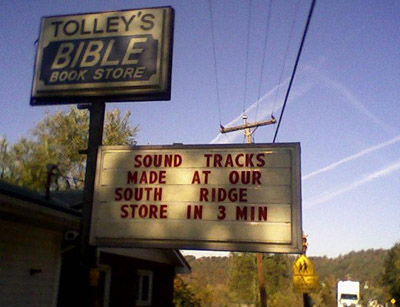 TOLLEY'S
BIBLE
BOOK STORE
SOUND TRACKS
MADE AT OUR
SOUTH RIDGE
STORE IN 3 MIN